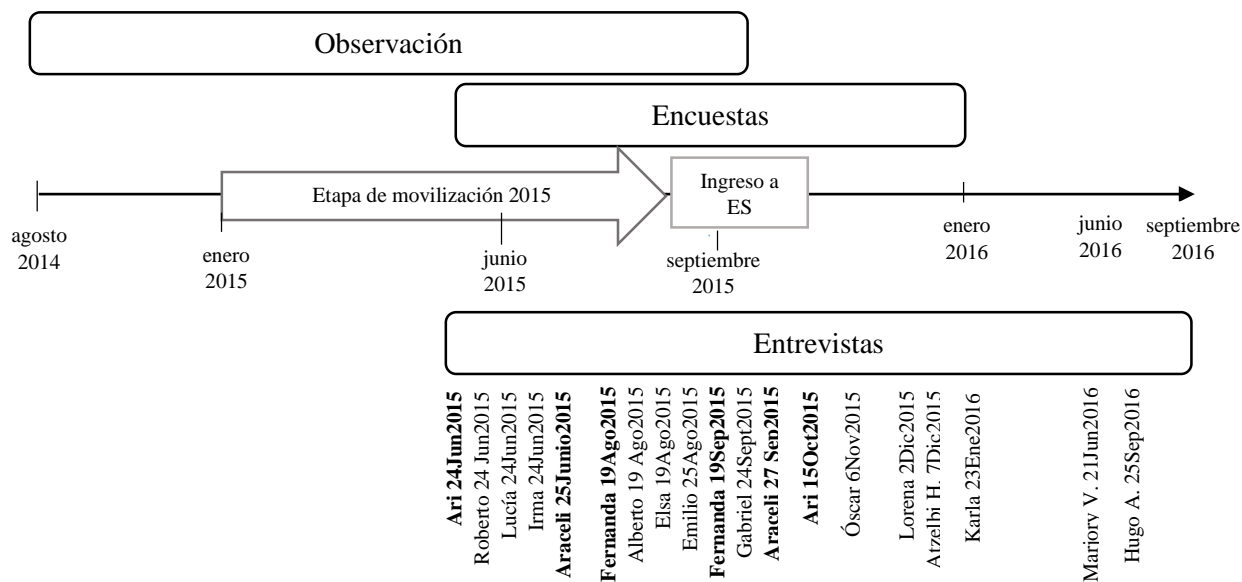 Observación
Encuestas
Etapa de movilización 2015
Ingreso a
ES
agosto
2014
enero
2015
junio
2015
septiembre
2015
enero
2016
junio
2016
septiembre
2016
Entrevistas
Ari 24Jun2015
Roberto 24 Jun2015
Lucía 24Jun2015
Irma 24Jun2015
Araceli 25Junio2015
Fernanda 19Ago2015
Alberto 19 Ago2015
Elsa 19Ago2015
Emilio 25Ago2015
Fernanda 19Sep2015
Gabriel 24Sept2015
Araceli 27 Sen2015
Ari 15Oct2015
Óscar 6Nov2015
Lorena 2Dic2015
Atzelbi H. 7Dic2015
Karla 23Ene2016
Mariory V. 21Jun2016
Hugo A. 25Sep2016